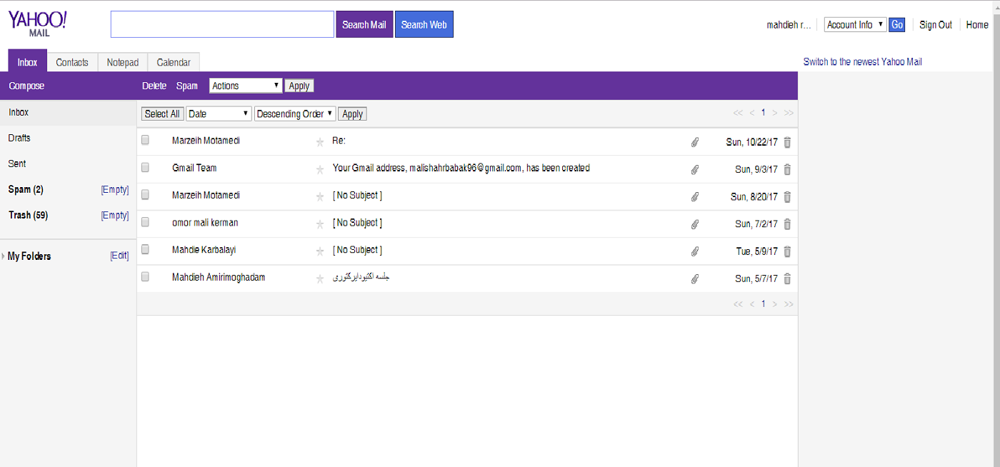 YAHOO!
MAIL
Search Mail Search Web
mahdieh r... Account Info Go Sign Out Home
Inbox Contacts Notepad Calendar
Switch to the newest Yahoo Mail
Compose Delete Spam Actions Apply
Inbox
Drafts
Sent
Spam (2) [Empty]
Trash (59) [Empty]
My Folders [Edit]
Select All Date Descending Order Apply << < 1 > >>
Marzeih Motamedi Re: Sun, 10/22/17
Gmail Team Your Gmail address, malishahrbabak96@gmail.com, has been created Sun, 9/3/17
Marzeih Motamedi [ No Subject ] Sun, 8/20/17
omor mali kerman [ No Subject ] Sun, 7/2/17
Mahdie Karbalayi [ No Subject ] Tue, 5/9/17
Mahdieh Amirimoghadam جلسه اکتیودایرکتوری Sun, 5/7/17
<< < 1 > >>